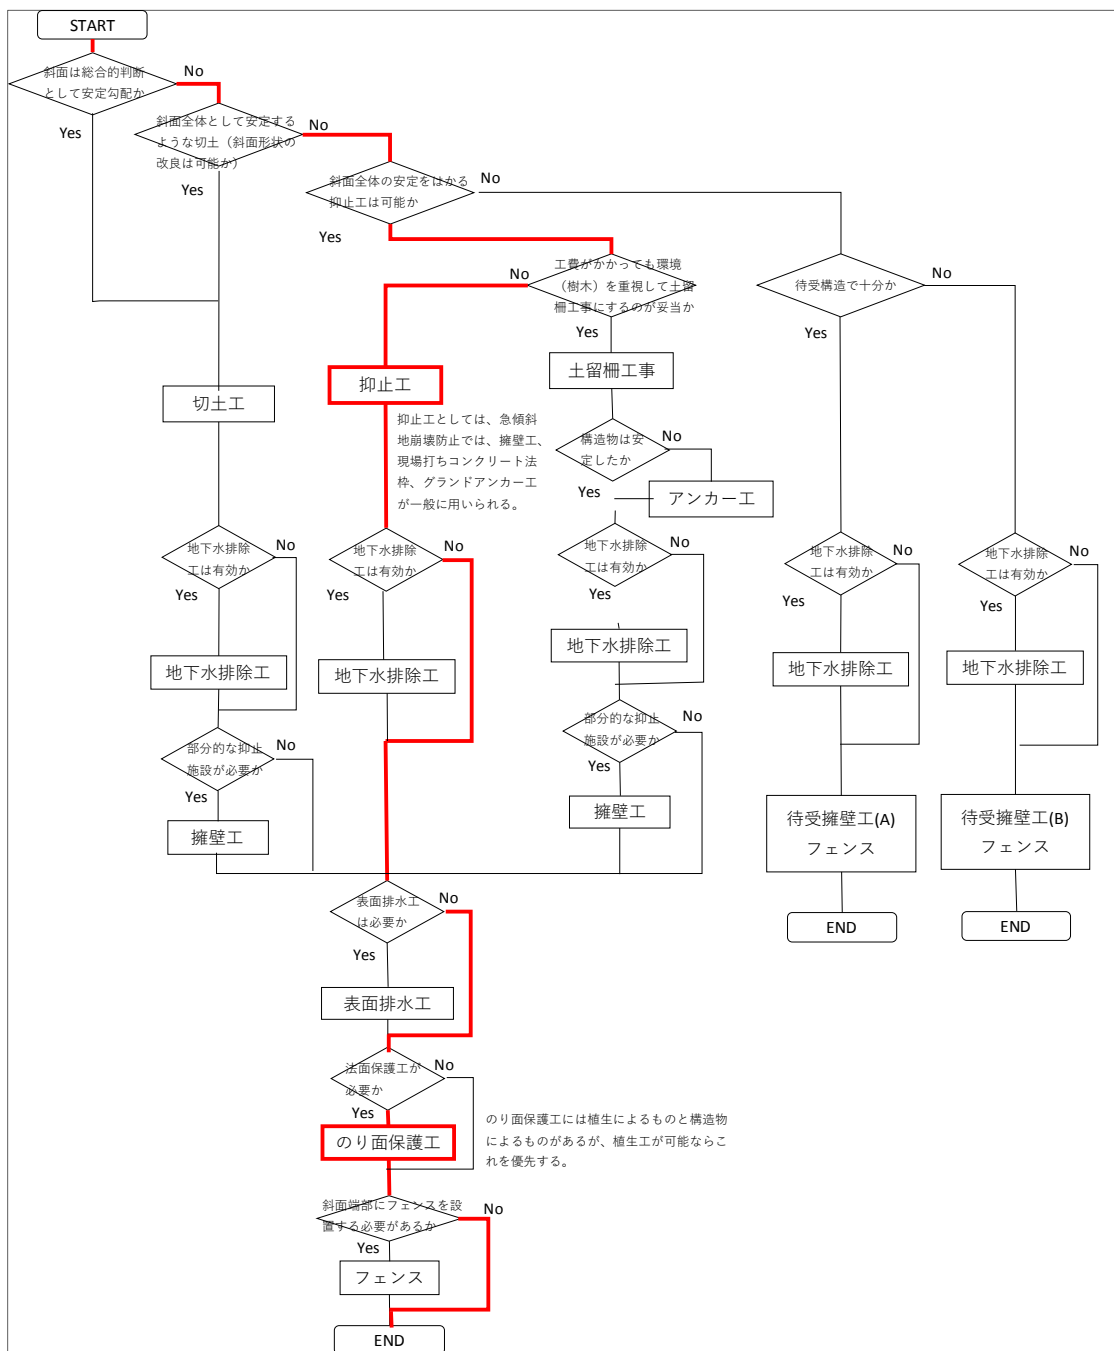 START
斜面は総合的判断
として安定勾配か
No
Yes
斜面全体として安定する
ような切土（斜面形状の
改良は可能か）
No
Yes
斜面全体の安定をはかる
抑止工は可能か
No
Yes
工費がかかっても環境
（樹木）を重視して土留
柵工事にするのが妥当か
No
Yes
待受構造で十分か
No
Yes
切土工
抑止工
土留柵工事
抑止工としては、急傾斜
地崩壊防止では、擁壁工、
現場打ちコンクリート法
枠、グランドアンカー工
が一般に用いられる。
構造物は安
定したか
No
Yes
アンカー工
地下水排除
工は有効か
No
Yes
地下水排除
工は有効か
No
Yes
地下水排除
工は有効か
No
Yes
地下水排除
工は有効か
No
Yes
地下水排除
工は有効か
No
Yes
地下水排除工
地下水排除工
地下水排除工
地下水排除工
地下水排除工
部分的な抑止
施設が必要か
No
Yes
部分的な抑止
施設が必要か
No
Yes
擁壁工
擁壁工
待受擁壁工(A)
フェンス
待受擁壁工(B)
フェンス
END
END
表面排水工
は必要か
No
Yes
表面排水工
法面保護工が
必要か
No
Yes
のり面保護工
のり面保護工には植生によるものと構造物
によるものがあるが、植生工が可能ならこ
れを優先する。
斜面端部にフェンスを設
置する必要があるか
No
Yes
フェンス
END